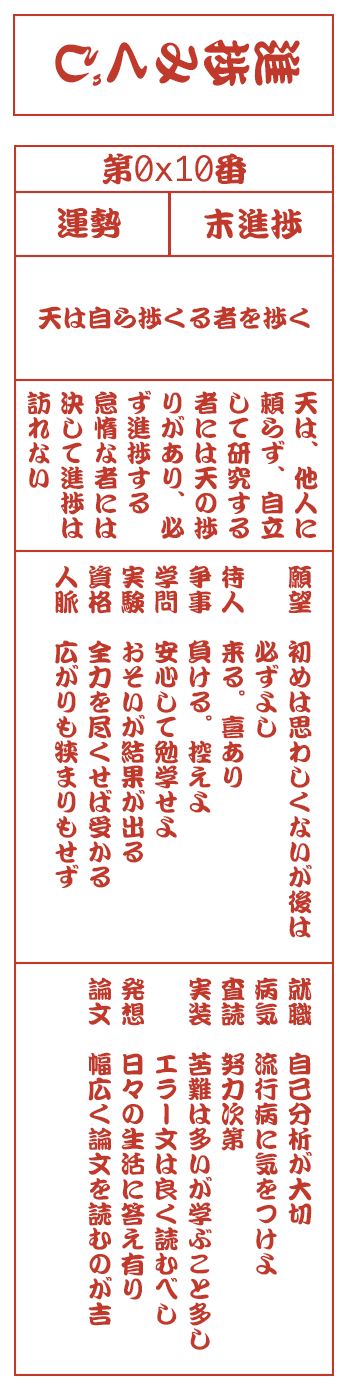 進捗みくじ
第0x10番
運勢
末進捗
天は自ら捗くる者を捗く
天は、他人に
頼らず、自立
して研究する
者には天の捗
りがあり、必
ず進捗する
怠惰な者には
決して進捗は
訪れない
願望 初めは思わしくないが後は
必ずよし
待人 来る。喜あり
争事 負ける。控えよ
学問 安心して勉学せよ
実験 おそいが結果が出る
資格 全力を尽くせば受かる
人脈 広がりも狭まりもせず
就職 自己分析が大切
病気 流行病に気をつけよ
査読 努力次第
実装 苦難は多いが学ぶこと多し
エラー文は良く読むべし
発想 日々の生活に答え有り
論文 幅広く論文を読むのが吉